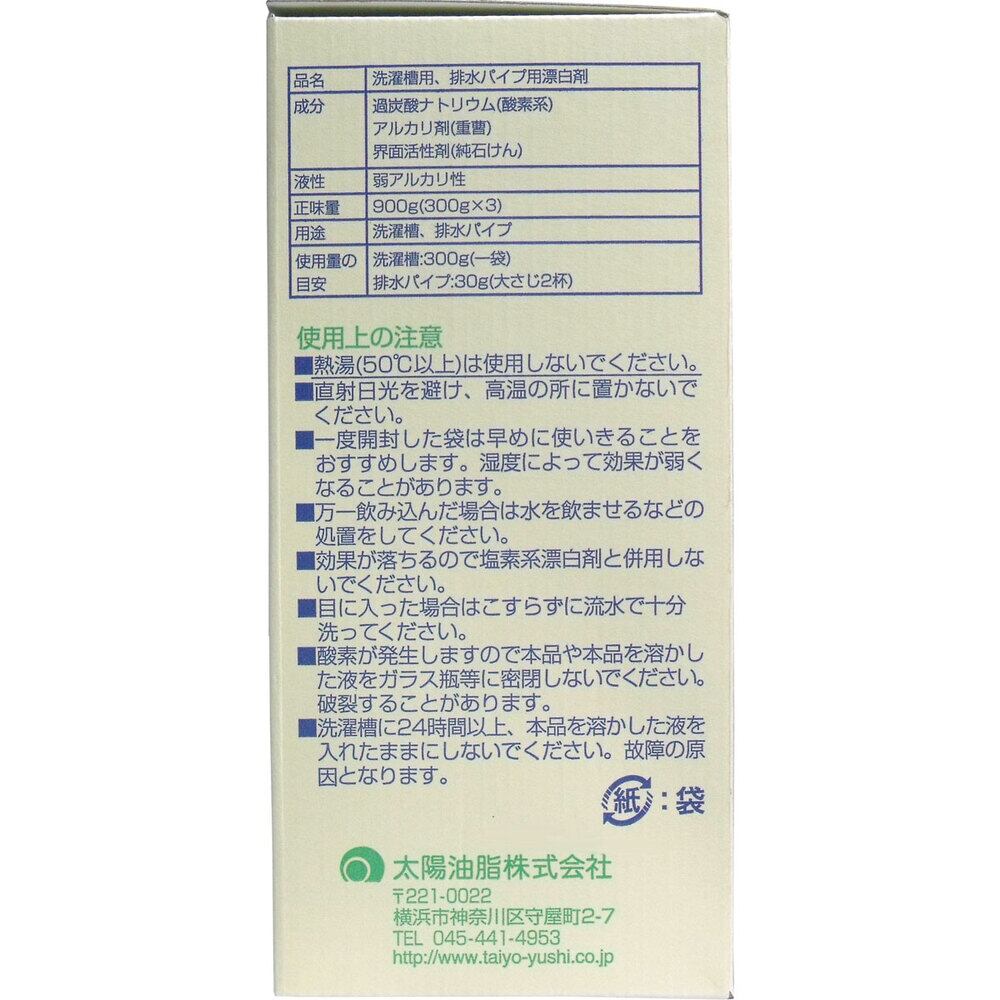 品名 洗濯槽用、排水パイプ用漂白剤
成分 過炭酸ナトリウム(酸素系)
アルカリ剤(重曹)
界面活性剤(純石けん)
液性 弱アルカリ性
正味量 900g(300g×3)
用途 洗濯槽、排水パイプ
使用量の 洗濯槽:300g(一袋)
目安 排水パイプ:30g(大さじ2杯)
使用上の注意
■熱湯(50℃以上)は使用しないでください。
■直射日光を避け、高温の所に置かないで
ください。
■一度開封した袋は早めに使いきることを
おすすめします。湿度によって効果が弱く
なることがあります。
■万一飲み込んだ場合は水を飲ませるなどの
処置をしてください。
■効果が落ちるので塩素系漂白剤と併用しな
いでください。
■目に入った場合はこすらずに流水で十分
洗ってください。
■酸素が発生しますので本品や本品を溶かし
た液をガラス瓶等に密閉しないでください。
破裂することがあります。
■洗濯槽に24時間以上、本品を溶かした液を
入れたままにしないでください。故障の原
因となります。
紙:袋
太陽油脂株式会社
〒221-0022
横浜市神奈川区守屋町2-7
TEL 045-441-4953
http://www.taiyo-yushi.co.jp